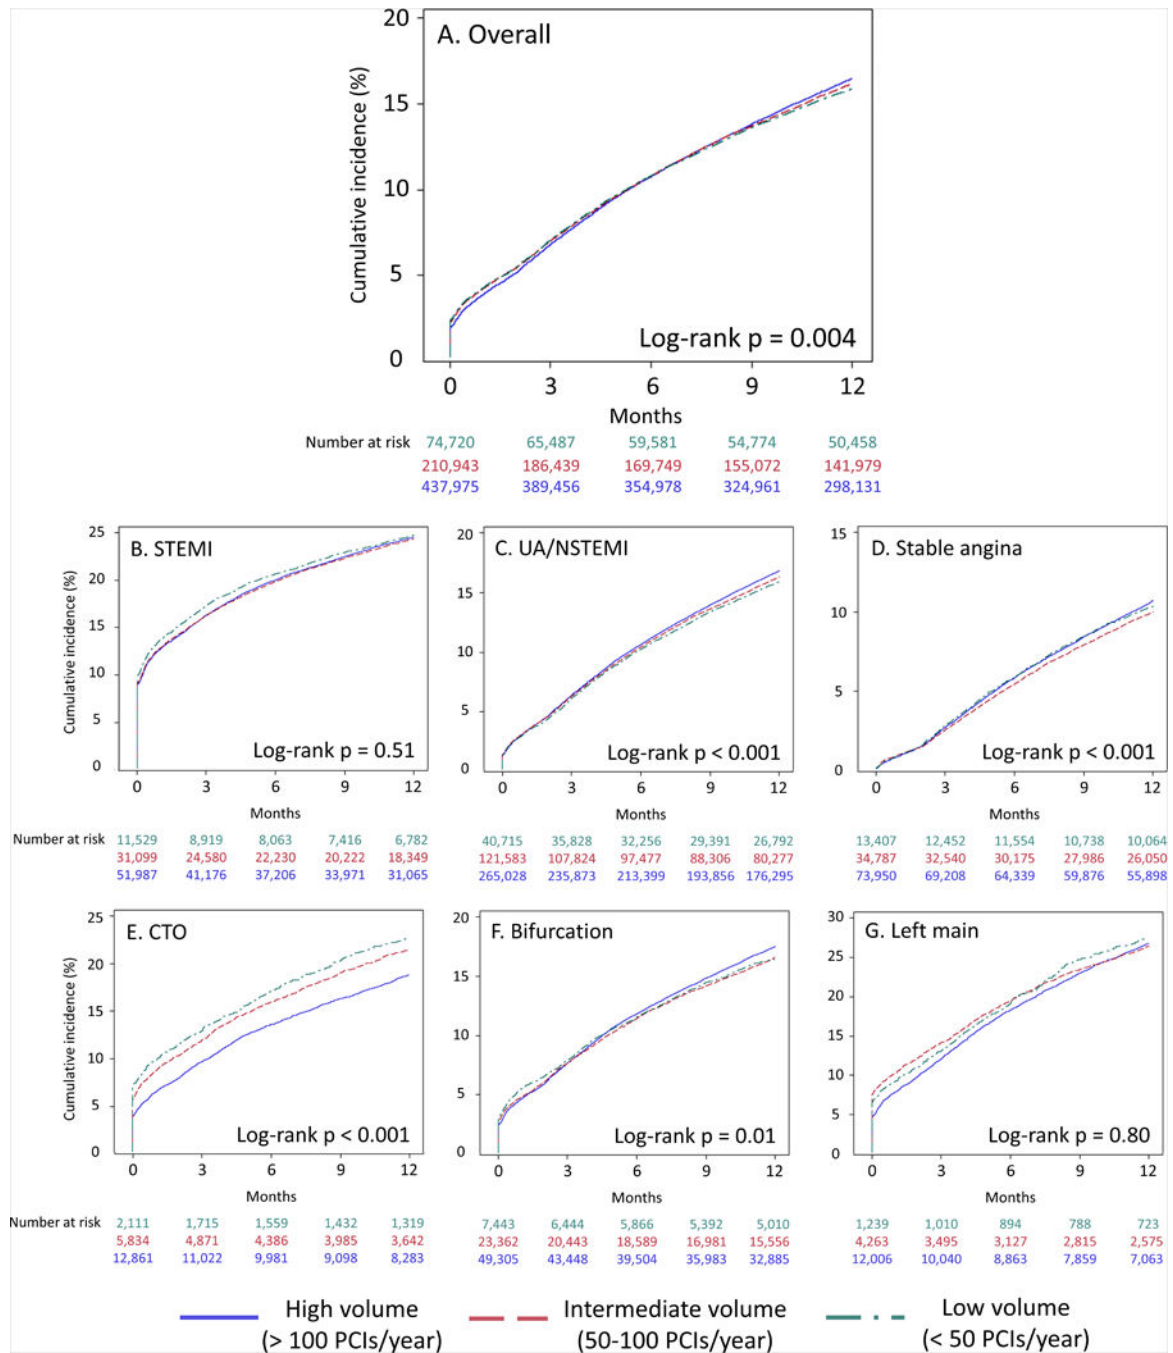 A. Overall
Cumulative incidence (%)
20
15
10
5
0
Log-rank p = 0.004
0 3 6 9 12
Months
Number at risk 74,720 65,487 59,581 54,774 50,458
210,943 186,439 169,749 155,072 141,979
437,975 389,456 354,978 324,961 298,131
B. STEMI
Cumulative incidence (%)
25
20
15
10
5
0
Log-rank p = 0.51
0 3 6 9 12
Months
Number at risk 11,529 8,919 8,063 7,416 6,782
31,099 24,580 22,230 20,222 18,349
51,987 41,176 37,206 33,971 31,065
C. UA/NSTEMI
20
15
10
5
0
Log-rank p < 0.001
0 3 6 9 12
Months
40,715 35,828 32,256 29,391 26,792
121,583 107,824 97,477 88,306 80,277
265,028 235,873 213,399 193,856 176,295
D. Stable angina
15
10
5
0
Log-rank p < 0.001
0 3 6 9 12
Months
13,407 12,452 11,554 10,738 10,064
34,787 32,540 30,175 27,986 26,050
73,950 69,208 64,339 59,876 55,898
E. CTO
Cumulative incidence (%)
25
20
15
10
5
0
Log-rank p < 0.001
0 3 6 9 12
Months
Number at risk 2,111 1,715 1,559 1,432 1,319
5,834 4,871 4,386 3,985 3,642
12,861 11,022 9,981 9,098 8,283
F. Bifurcation
20
15
10
5
0
Log-rank p = 0.01
0 3 6 9 12
Months
7,443 6,444 5,866 5,392 5,010
23,362 20,443 18,589 16,981 15,556
49,305 43,448 39,504 35,983 32,885
G. Left main
30
25
20
15
10
5
0
Log-rank p = 0.80
0 3 6 9 12
Months
1,239 1,010 894 788 723
4,263 3,495 3,127 2,815 2,575
12,006 10,040 8,863 7,859 7,063
High volume
(> 100 PCIs/year)
Intermediate volume
(50-100 PCIs/year)
Low volume
(< 50 PCIs/year)